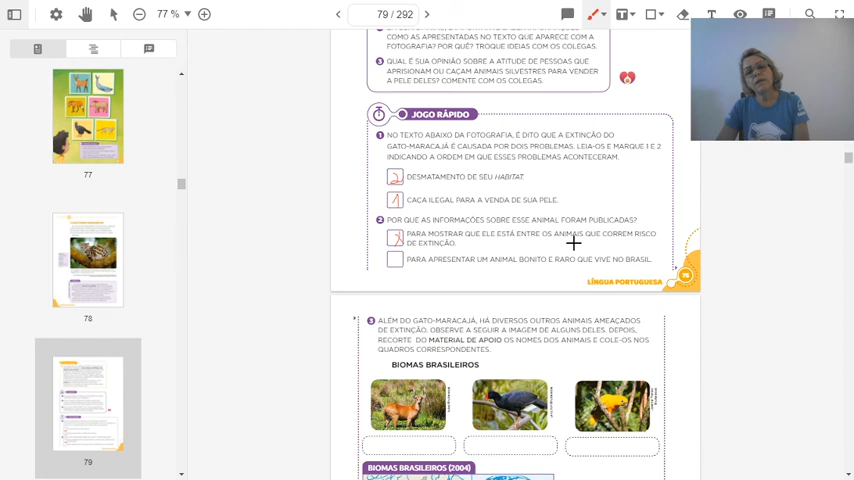 77 %
79 / 292
COMO AS APRESENTADAS NO TEXTO QUE APARECE COM A
FOTOGRAFIA? POR QUÊ? TROQUE IDEIAS COM OS COLEGAS.
3 QUAL É SUA OPINIÃO SOBRE A ATITUDE DE PESSOAS QUE
APRISIONAM OU CAÇAM ANIMAIS SILVESTRES PARA VENDER
A PELE DELES? COMENTE COM OS COLEGAS.
JOGO RÁPIDO
1 NO TEXTO ABAIXO DA FOTOGRAFIA, É DITO QUE A EXTINÇÃO DO
GATO-MARACAJÁ É CAUSADA POR DOIS PROBLEMAS. LEIA-OS E MARQUE 1 E 2
INDICANDO A ORDEM EM QUE ESSES PROBLEMAS ACONTECERAM.
2 DESMATAMENTO DE SEU HABITAT.
1 CAÇA ILEGAL PARA A VENDA DE SUA PELE.
2 POR QUE AS INFORMAÇÕES SOBRE ESSE ANIMAL FORAM PUBLICADAS?
X PARA MOSTRAR QUE ELE ESTÁ ENTRE OS ANIMAIS QUE CORREM RISCO
DE EXTINÇÃO.
PARA APRESENTAR UM ANIMAL BONITO E RARO QUE VIVE NO BRASIL.
LÍNGUA PORTUGUESA
3 ALÉM DO GATO-MARACAJÁ, HÁ DIVERSOS OUTROS ANIMAIS AMEAÇADOS
DE EXTINÇÃO. OBSERVE A SEGUIR A IMAGEM DE ALGUNS DELES. DEPOIS,
RECORTE DO MATERIAL DE APOIO OS NOMES DOS ANIMAIS E COLE-OS NOS
QUADROS CORRESPONDENTES.
BIOMAS BRASILEIROS
BIOMAS BRASILEIROS (2004)
77
78
79